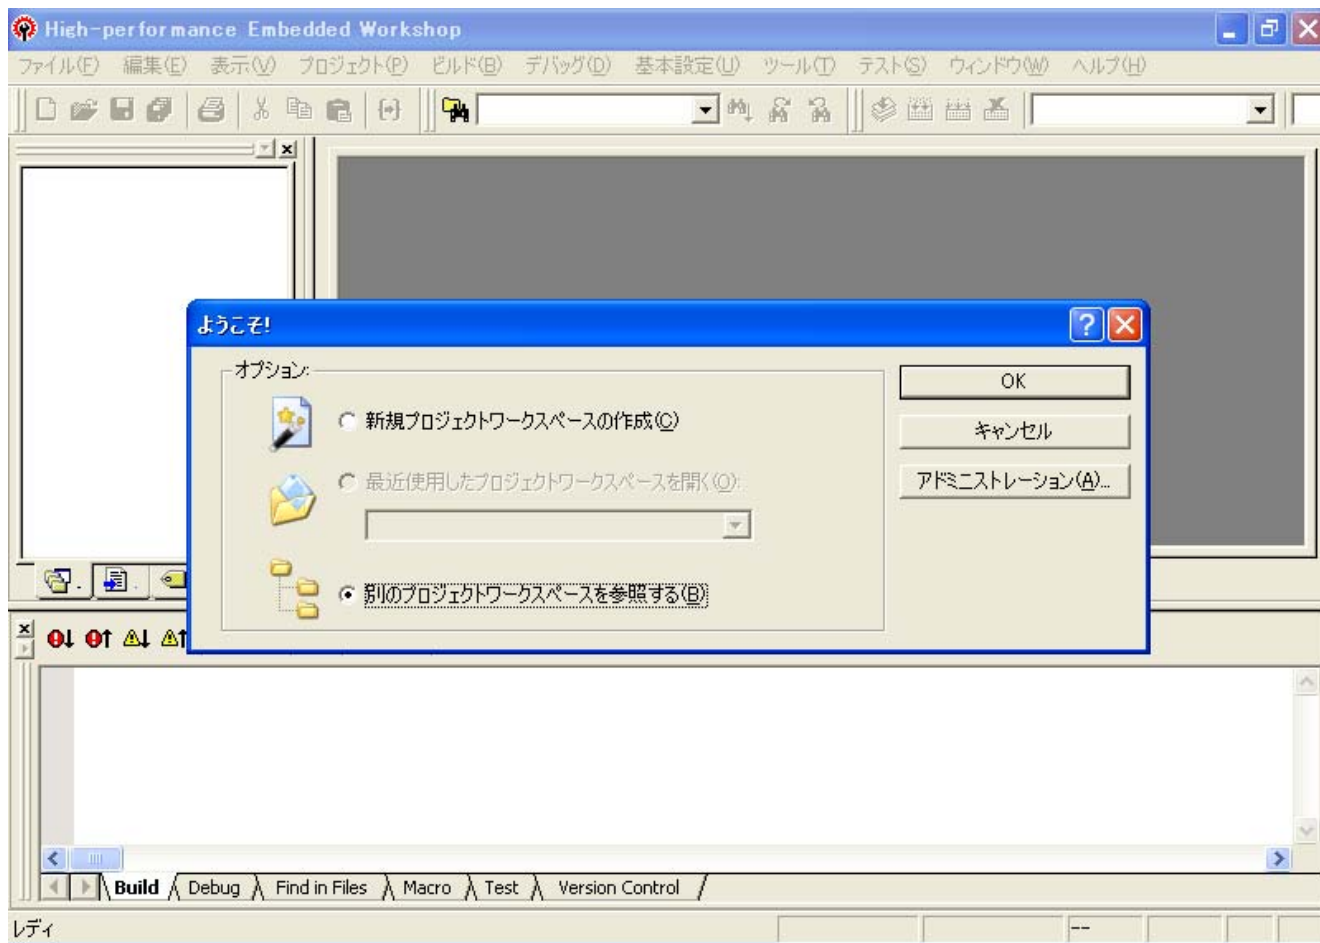 High-performance Embedded Workshop
ファイル(F) 編集(E) 表示(V) プロジェクト(P) ビルド(B) デバッグ(D) 基本設定(U) ツール(T) テスト(S) ウィンドウ(W) ヘルプ(H)
ようこそ!
オプション:
新規プロジェクトワークスペースの作成(C)
最近使用したプロジェクトワークスペースを開く(O):
別のプロジェクトワークスペースを参照する(B)
OK
キャンセル
アドミニストレーション(A)...
Build Debug Find in Files Macro Test Version Control
レディ --